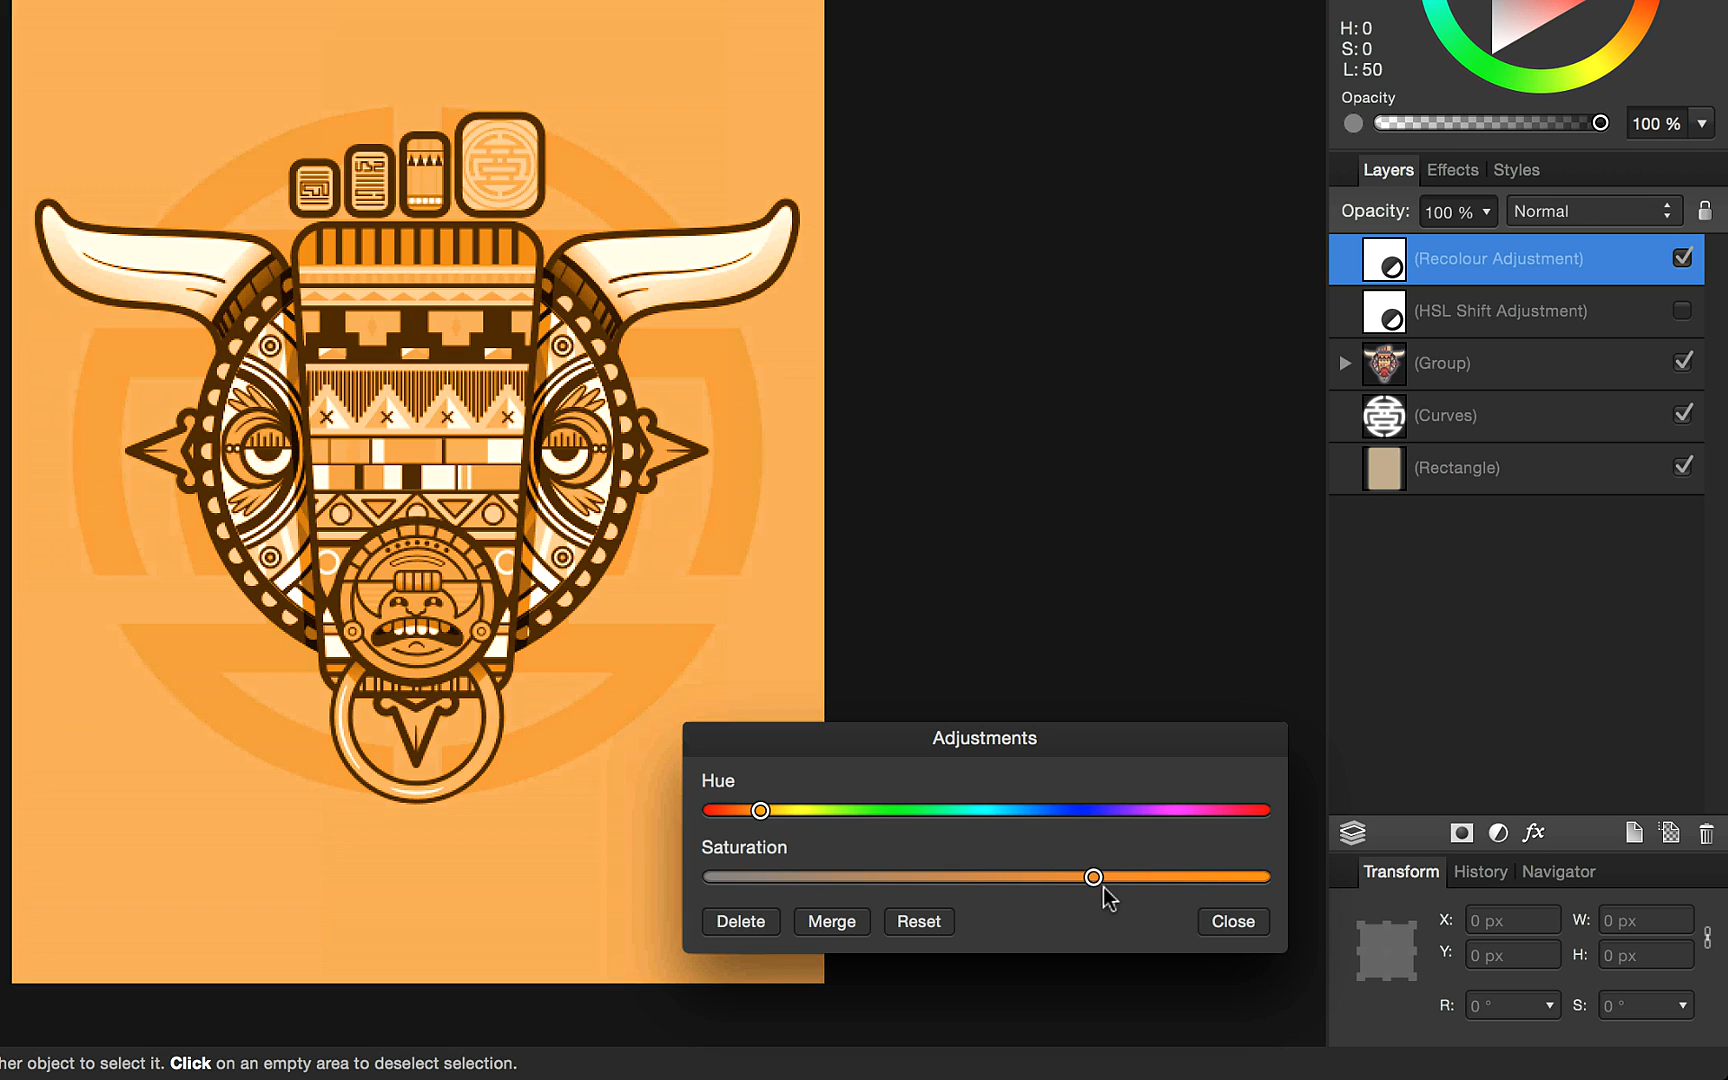 H: 0
S: 0
L: 50
Opacity
100 %
Layers Effects Styles
Opacity: 100 % Normal
(Recolour Adjustment)
(HSL Shift Adjustment)
(Group)
(Curves)
(Rectangle)
Adjustments
Hue
Saturation
Delete Merge Reset Close
fx
Transform History Navigator
X: 0 px W: 0 px
Y: 0 px H: 0 px
R: 0 ° S: 0 °
her object to select it. Click on an empty area to deselect selection.